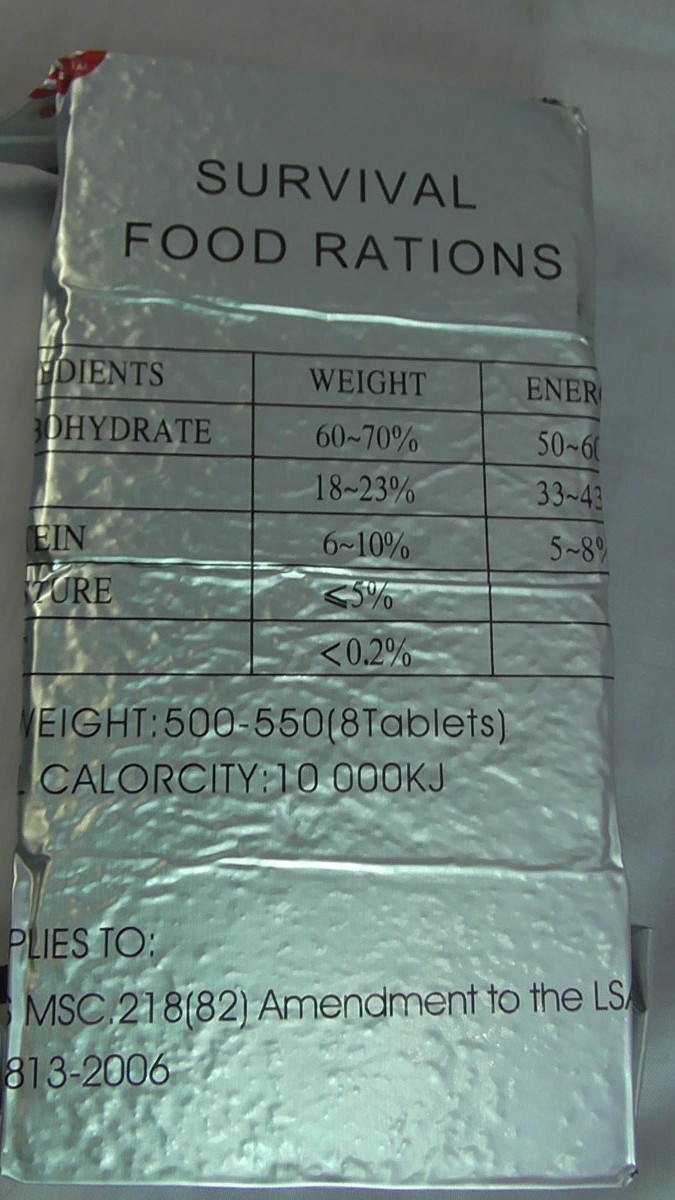 SURVIVAL
FOOD RATIONS
EDIENTS WEIGHT ENER
BOHYDRATE 60~70% 50~6
18~23% 33~43
EIN 6~10% 5~8%
TURE ⩽5%
<0.2%
WEIGHT:500-550(8Tablets)
CALORCITY:10 000KJ
PLIES TO:
MSC.218(82) Amendment to the LSA
813-2006